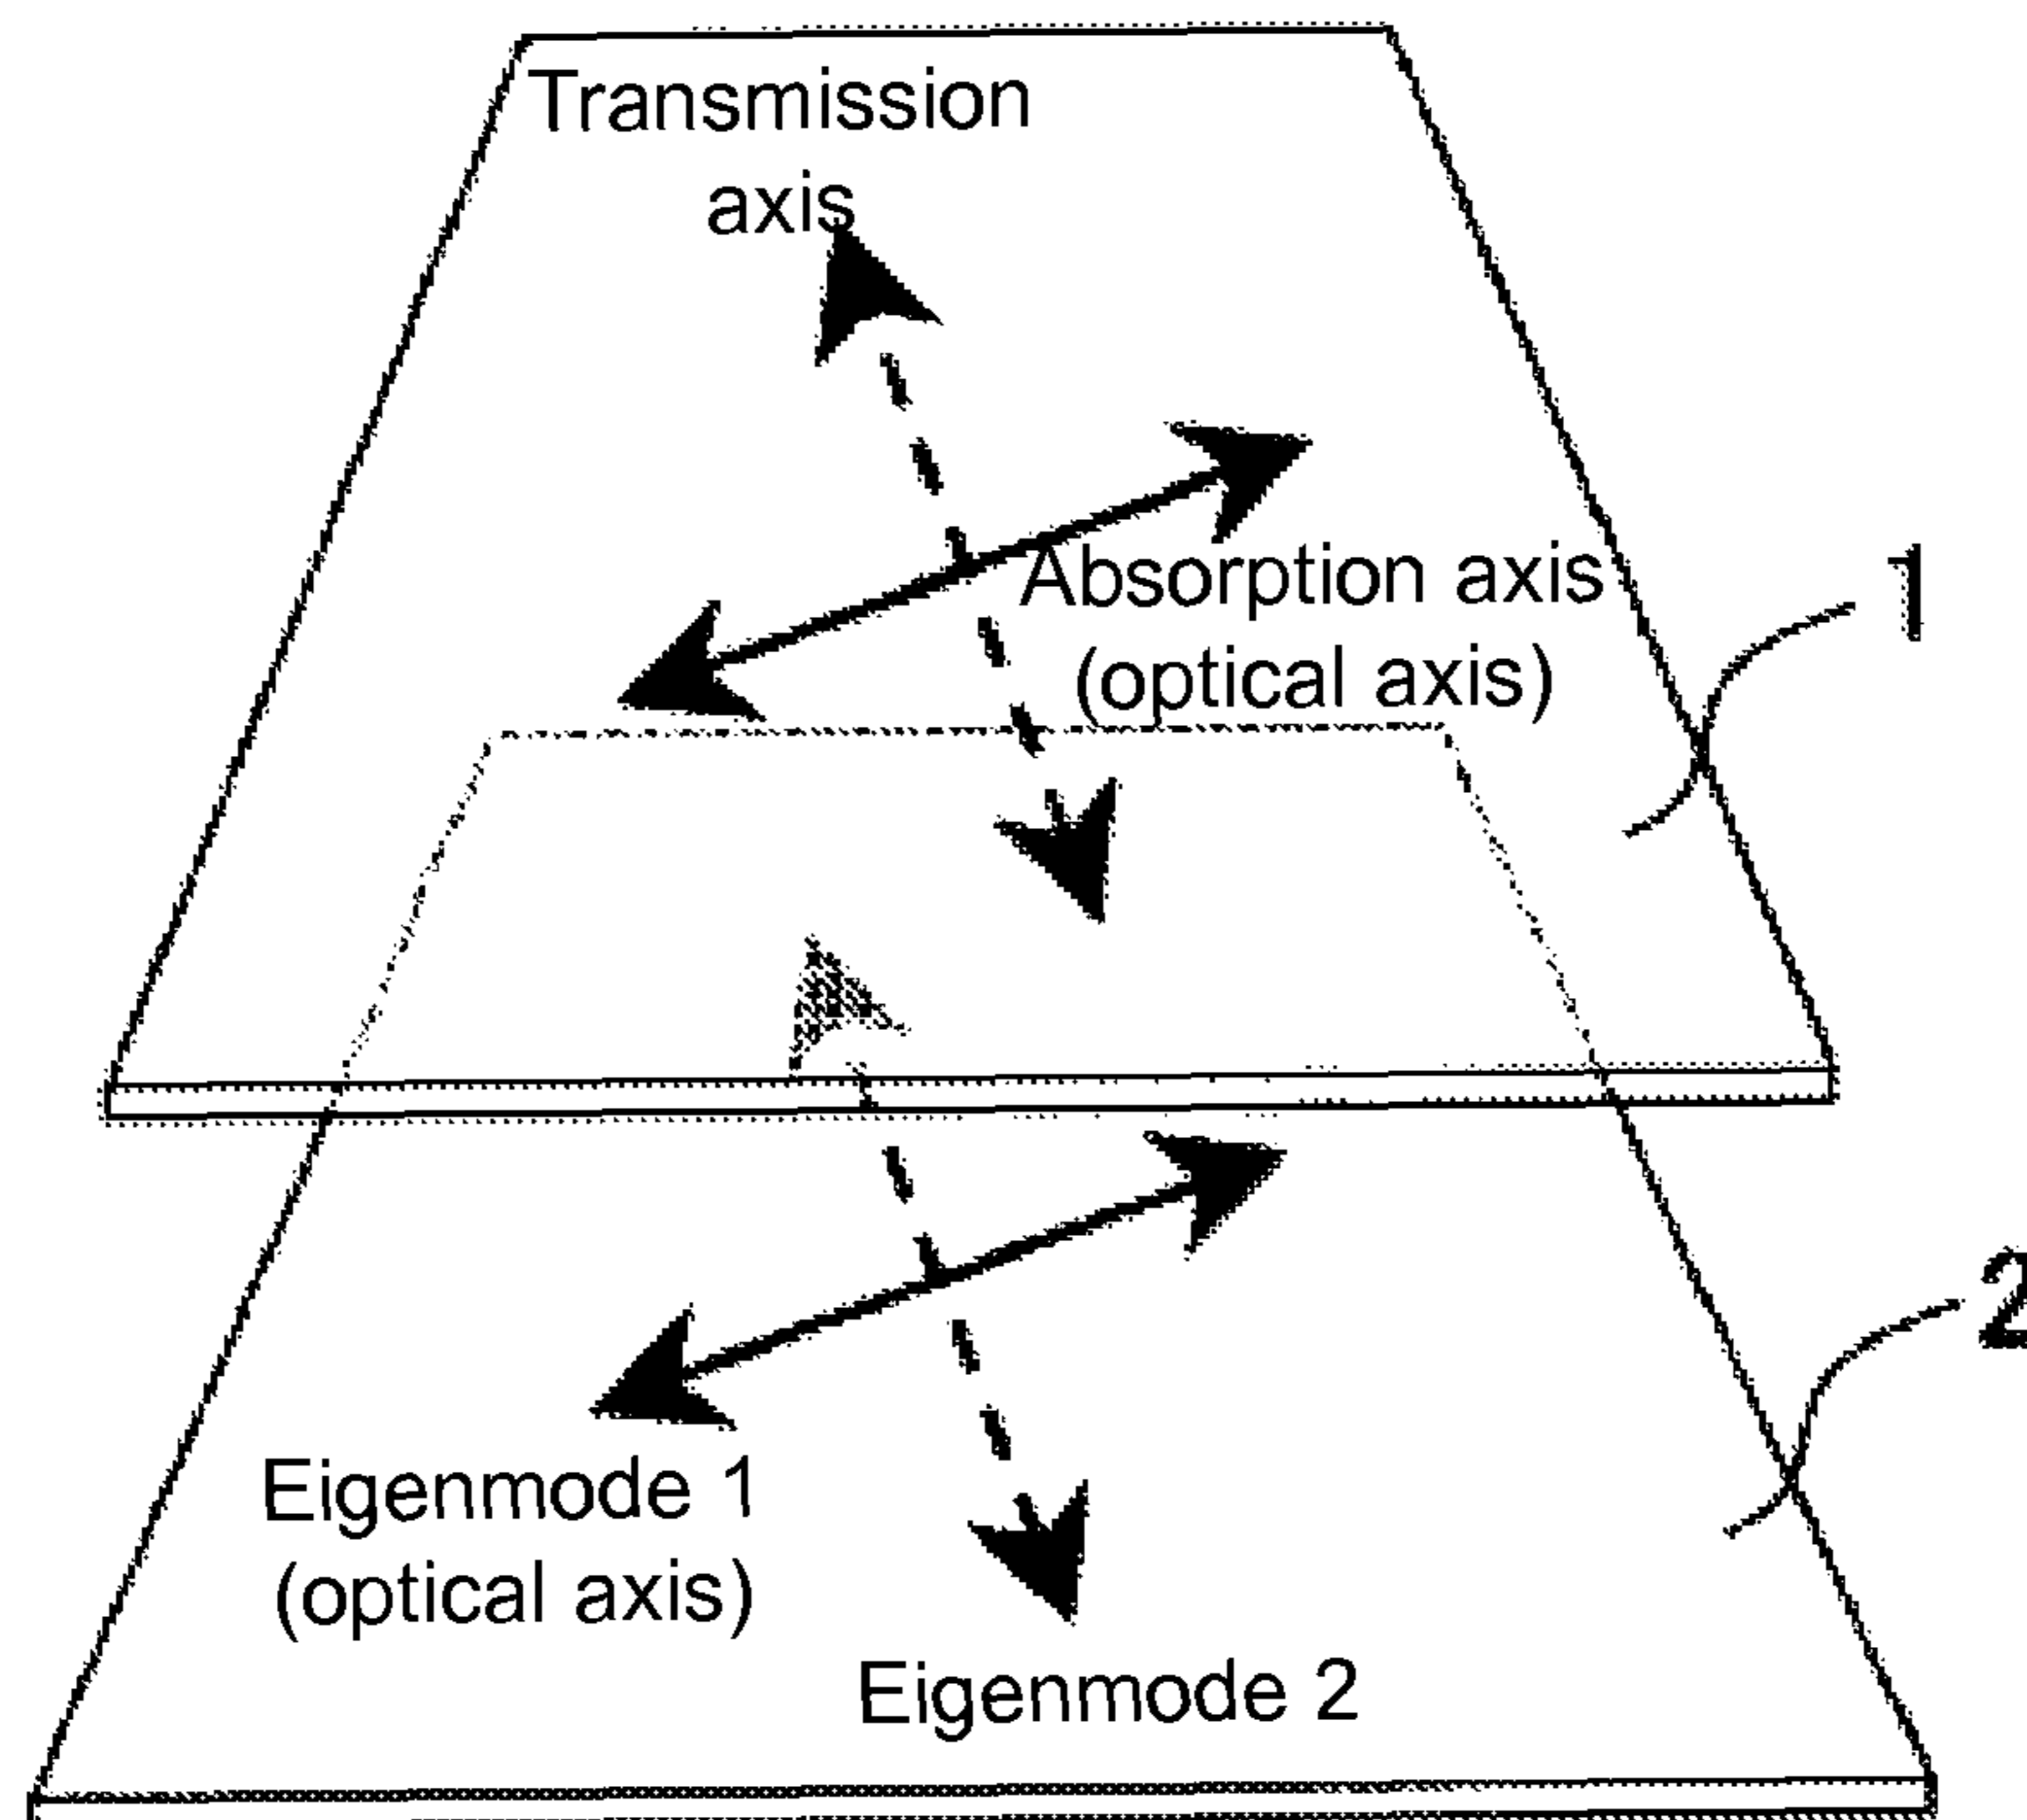 Transmission
axis
Absorption axis
(optical axis)
1
2
Eigenmode 1
(optical axis)
Eigenmode 2